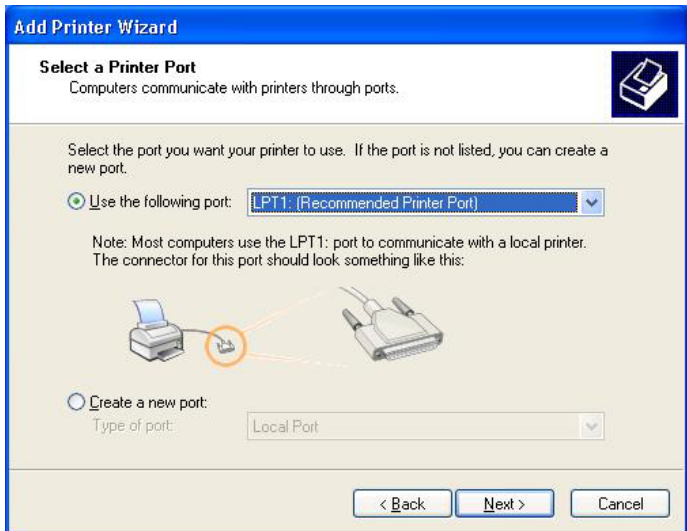 Add Printer Wizard
Select a Printer Port
Computers communicate with printers through ports.
Select the port you want your printer to use. If the port is not listed, you can create a
new port.
Use the following port: LPT1: (Recommended Printer Port)
Note: Most computers use the LPT1: port to communicate with a local printer.
The connector for this port should look something like this:
Create a new port:
Type of port: Local Port
< Back Next > Cancel